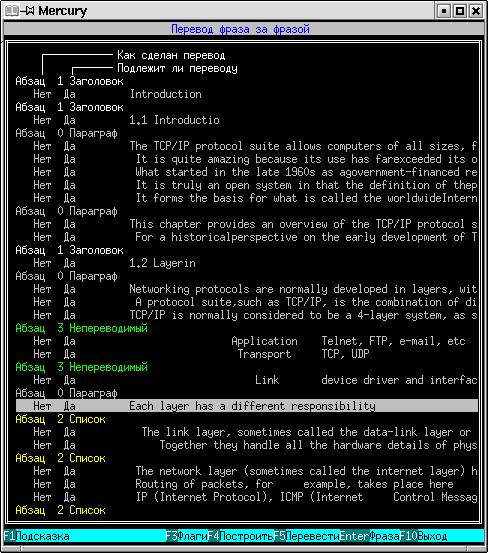 Mercury
Перевод фраза за фразой
Как сделан перевод
Подлежит ли переводу
Абзац 1 Заголовок
Нет Да Introduction
Абзац 1 Заголовок
Нет Да 1.1 Introductio
Абзац 0 Параграф
Нет Да The TCP/IP protocol suite allows computers of all sizes, f
Нет Да It is quite amazing because its use has farexceeded its o
Нет Да What started in the late 1960s as agovernment-financed re
Нет Да It is truly an open system in that the definition of thep
Нет Да It forms the basis for what is called the worldwideIntern
Абзац 0 Параграф
Нет Да This chapter provides an overview of the TCP/IP protocol s
Нет Да For a historicalperspective on the early development of T
Абзац 1 Заголовок
Нет Да 1.2 Layerin
Абзац 0 Параграф
Нет Да Networking protocols are normally developed in layers, wit
Нет Да A protocol suite,such as TCP/IP, is the combination of di
Нет Да TCP/IP is normally considered to be a 4-layer system, as s
Абзац 3 Непереводимый
Нет Да Application Telnet, FTP, e-mail, etc
Нет Да Transport TCP, UDP
Абзац 3 Непереводимый
Нет Да Link device driver and interfac
Абзац 0 Параграф
Нет Да Each layer has a different responsibility
Абзац 2 Список
Нет Да The link layer, sometimes called the data-link layer or
Нет Да Together they handle all the hardware details of phys
Абзац 2 Список
Нет Да The network layer (sometimes called the internet layer) h
Нет Да Routing of packets, for example, takes place here
Нет Да IP (Internet Protocol), ICMP (Internet Control Messag
Абзац 2 Список
F1Подсказка F3ФлагиF4ПостроитьF5ПеревестиEnterФразаF10Выход